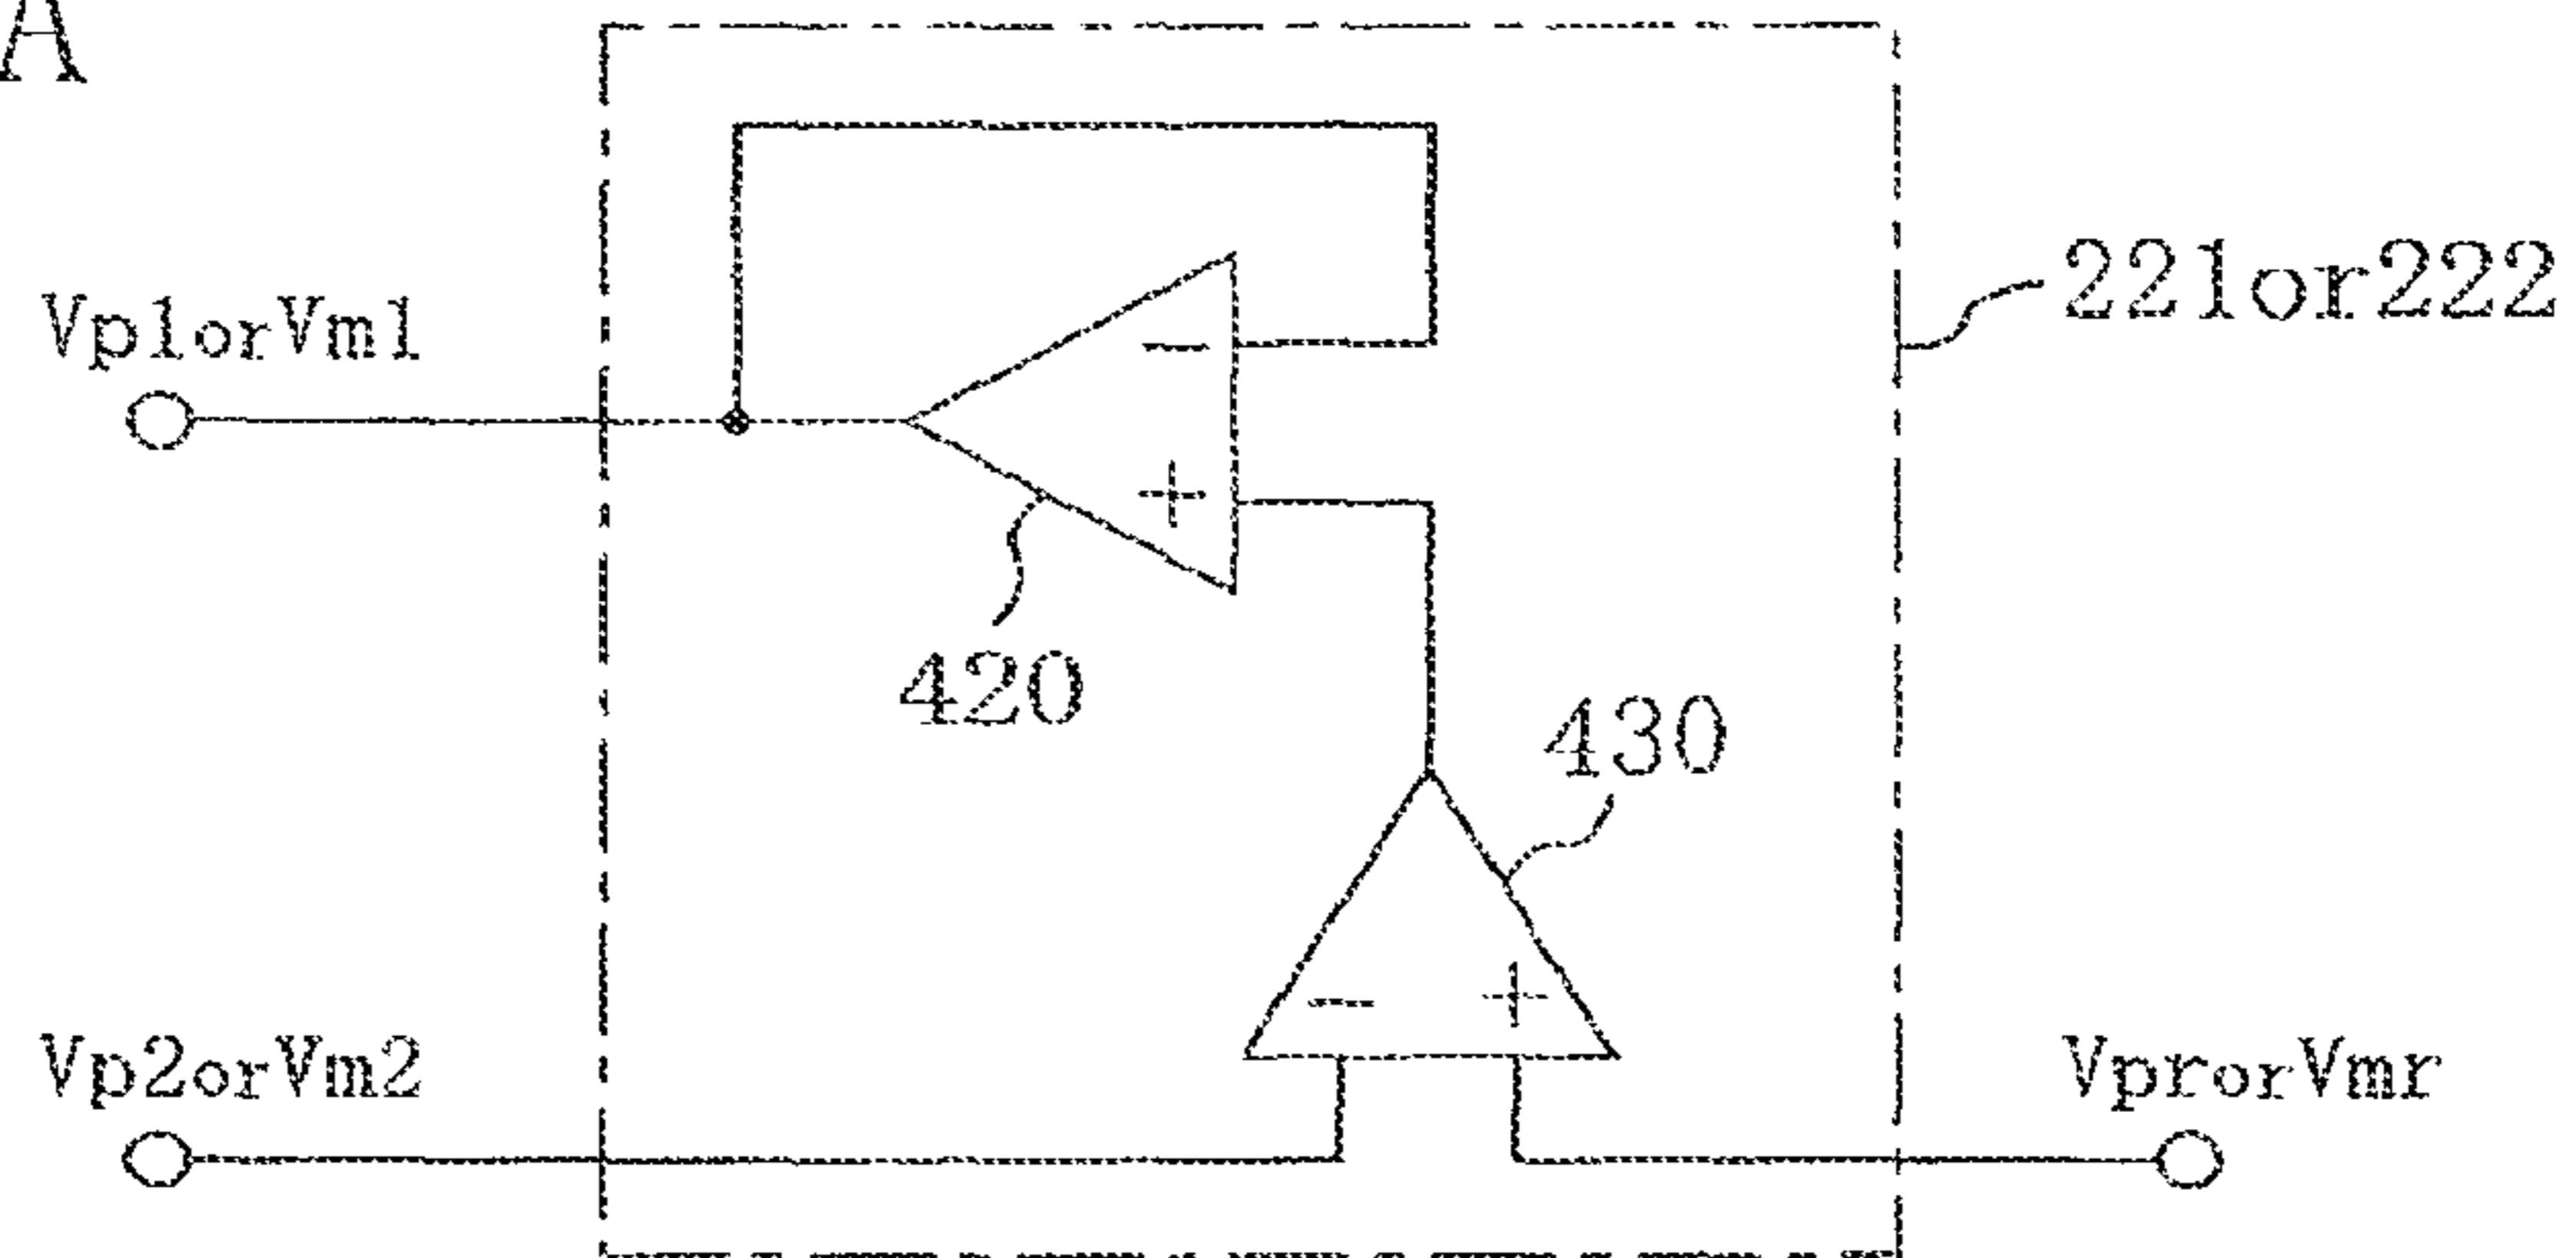 A
Vp1orVm1
−
221or222
+
420
430
− +
Vp2orVm2
VprorVmr